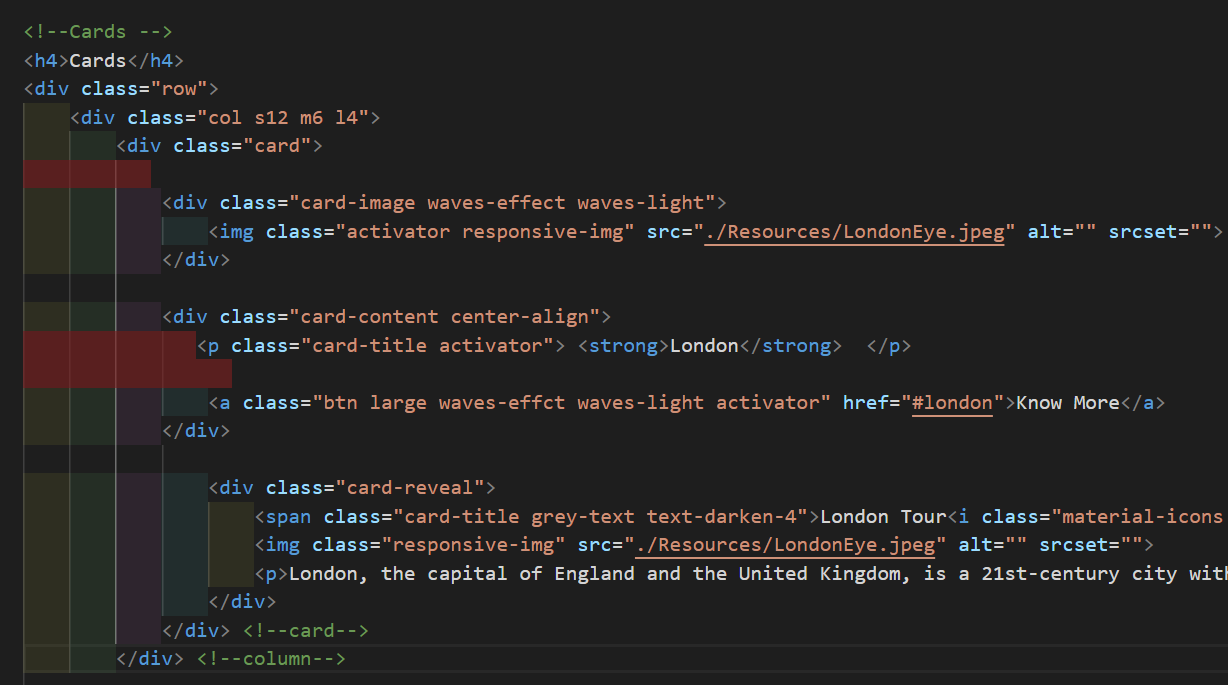 <!--Cards -->
<h4>Cards</h4>
<div class="row">
<div class="col s12 m6 l4">
<div class="card">
<div class="card-image waves-effect waves-light">
<img class="activator responsive-img" src="./Resources/LondonEye.jpeg" alt="" srcset="">
</div>
<div class="card-content center-align">
<p class="card-title activator"> <strong>London</strong>  </p>
<a class="btn large waves-effct waves-light activator" href="#london">Know More</a>
</div>
<div class="card-reveal">
<span class="card-title grey-text text-darken-4">London Tour<i class="material-icons
<img class="responsive-img" src="./Resources/LondonEye.jpeg" alt="" srcset="">
<p>London, the capital of England and the United Kingdom, is a 21st-century city with
</div>
</div> <!--card-->
</div> <!--column-->